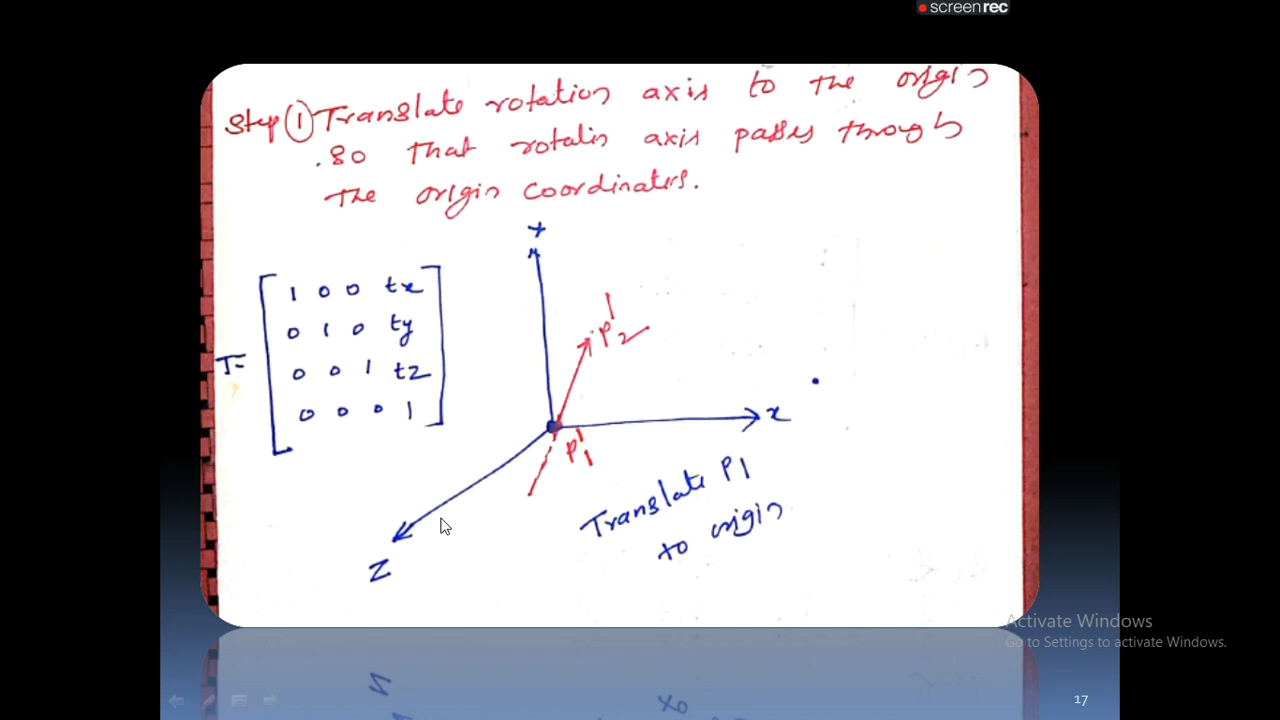 screenrec
Step ① Translate rotation axis to the origin
.so that rotatin axis passes through
the origin coordinaters.
Y
1 0 0 tx
0 1 0 ty
T=
0 0 1 tz
0 0 0 1
P'2
x
P'1
Translate P1
to origin
Z
Activate Windows
Go to Settings to activate Windows.
17